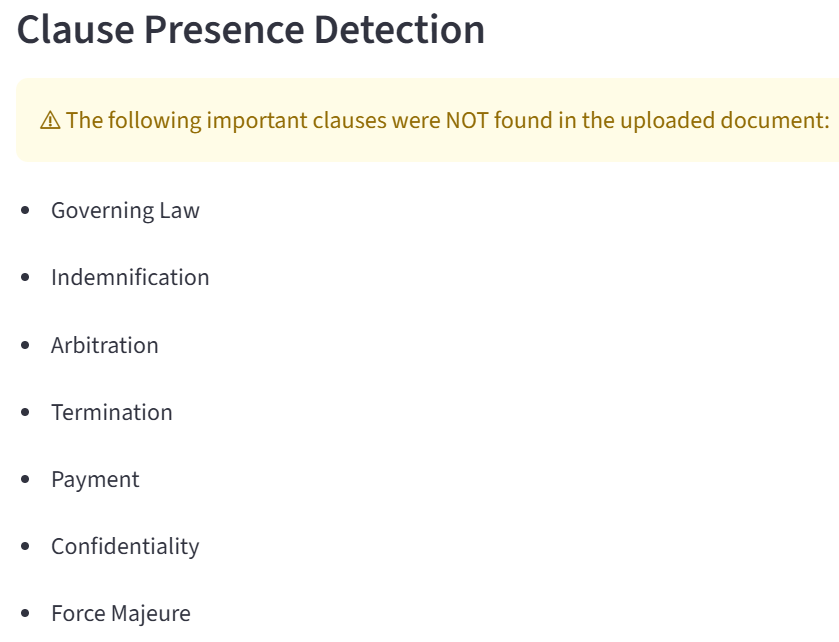 Clause Presence Detection
⚠ The following important clauses were NOT found in the uploaded document:
• Governing Law
• Indemnification
• Arbitration
• Termination
• Payment
• Confidentiality
• Force Majeure